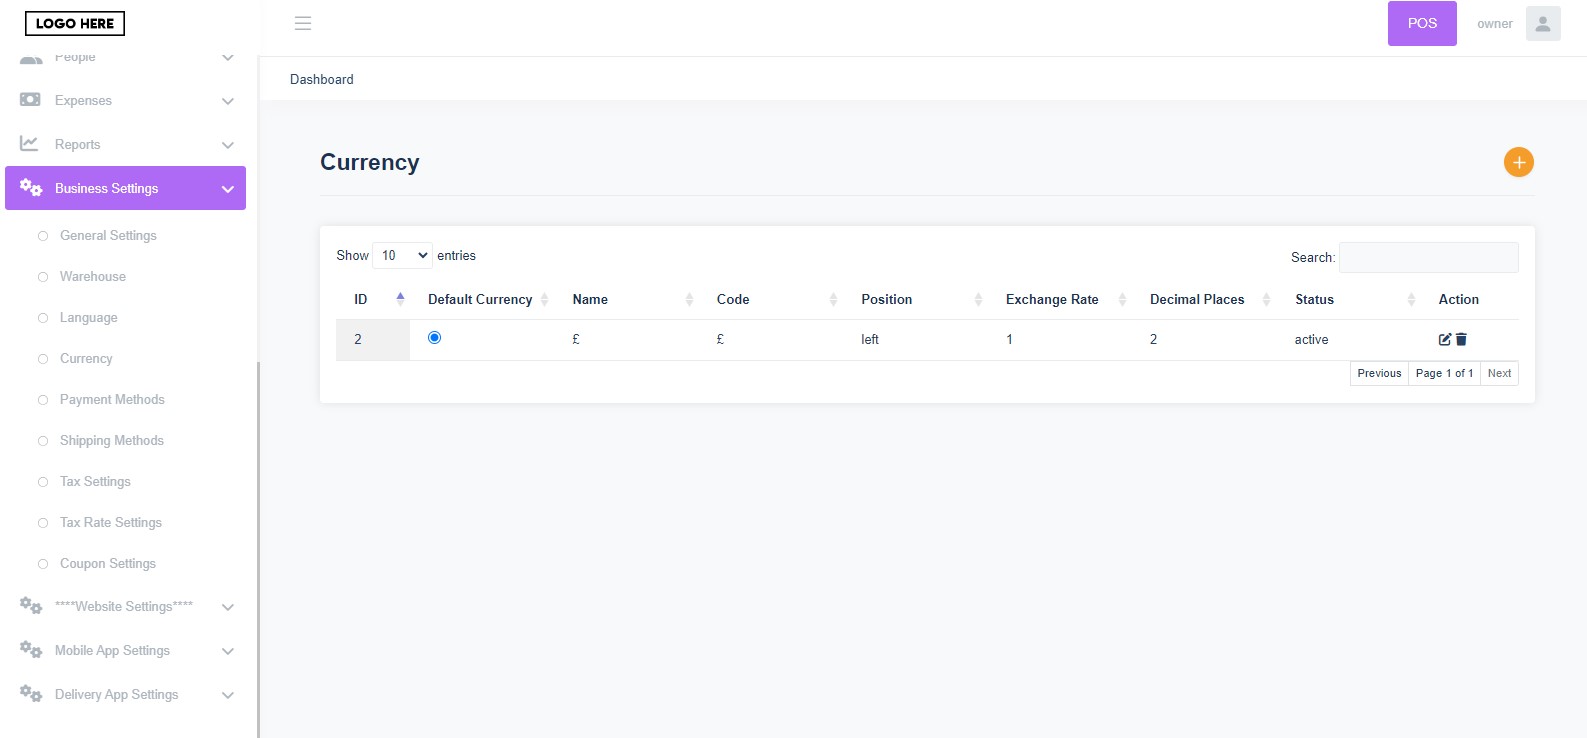 LOGO HERE
POS
owner
People
Dashboard
Expenses
Reports
Business Settings
General Settings
Warehouse
Language
Currency
Payment Methods
Shipping Methods
Tax Settings
Tax Rate Settings
Coupon Settings
****Website Settings****
Mobile App Settings
Delivery App Settings
Currency
Show 10 entries
Search:
ID Default Currency Name Code Position Exchange Rate Decimal Places Status Action
2 £ £ left 1 2 active
Previous Page 1 of 1 Next